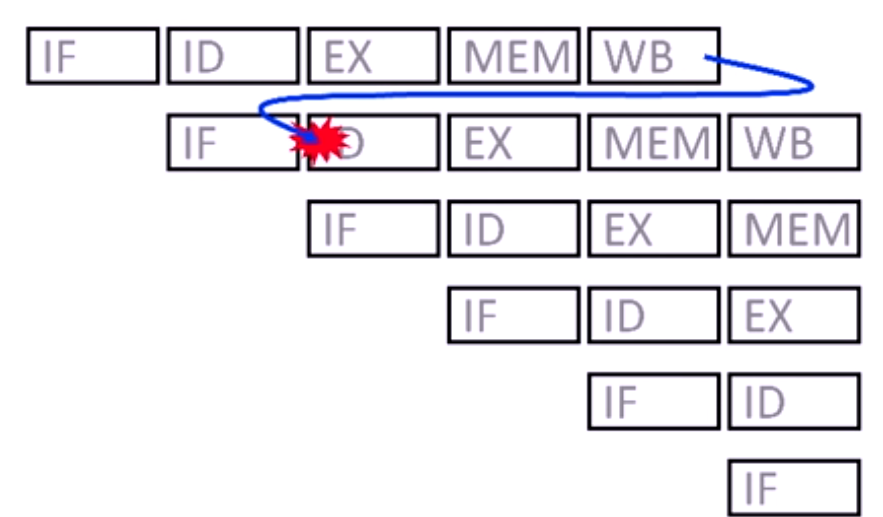 IF ID EX MEM WB
IF D EX MEM WB
IF ID EX MEM
IF ID EX
IF ID
IF